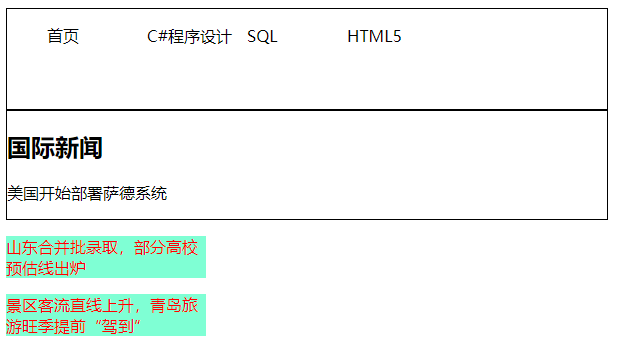 首页 C#程序设计 SQL HTML5
国际新闻
美国开始部署萨德系统
山东合并批录取，部分高校
预估线出炉
景区客流直线上升，青岛旅
游旺季提前“驾到”